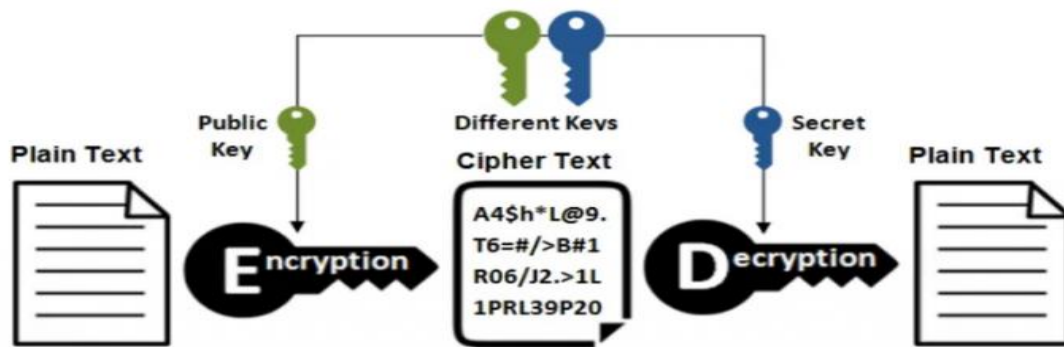 Public
Key
Different Keys
Secret
Key
Plain Text
Cipher Text
Plain Text
A4$h*L@9.
T6=#/>B#1
R06/J2.>1L
1PRL39P20
Encryption
Decryption